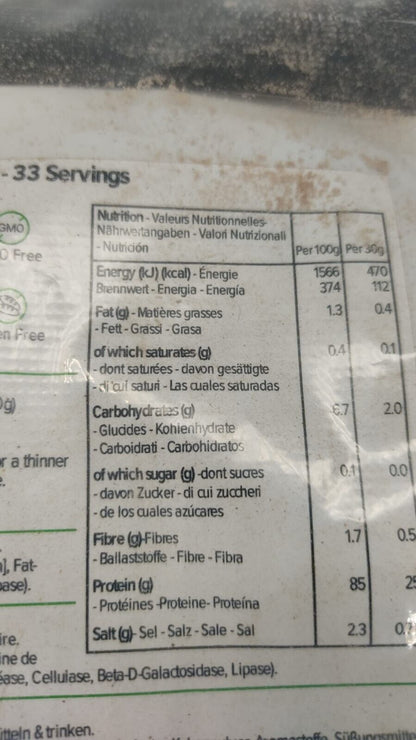 - 33 Servings
GMO
O Free
en Free
Nutrition - Valeurs Nutritionnelles
Nährwertangaben - Valori Nutrizionali
- Nutrición
Per 100g Per 30g
Energy (kJ) (kcal) - Énergie 1566 470
Brennwert - Energia - Energía 374 112
Fat (g) - Matières grasses 1.3 0.4
- Fett - Grassi - Grasa
of which saturates (g) 0.4 0.1
- dont saturées - davon gesättigte
- di cui saturi - Las cuales saturadas
Carbohydrates (g) 6.7 2.0
- Glucides - Kohlenhydrate
- Carboidrati - Carbohidratos
of which sugar (g) -dont sucres 0.1 0.0
- davon Zucker - di cui zuccheri
- de los cuales azúcares
Fibre (g)-Fibres 1.7 0.5
- Ballaststoffe - Fibre - Fibra
Protein (g) 85 25
- Protéines -Proteine- Proteína
Salt (g)- Sel - Salz - Sale - Sal 2.3 0.7
g)
or a thinner
e.
], Fat-
ase).
ire.
ine de
ease, Cellulase, Beta-D-Galactosidase, Lipase).
itteln & trinken.